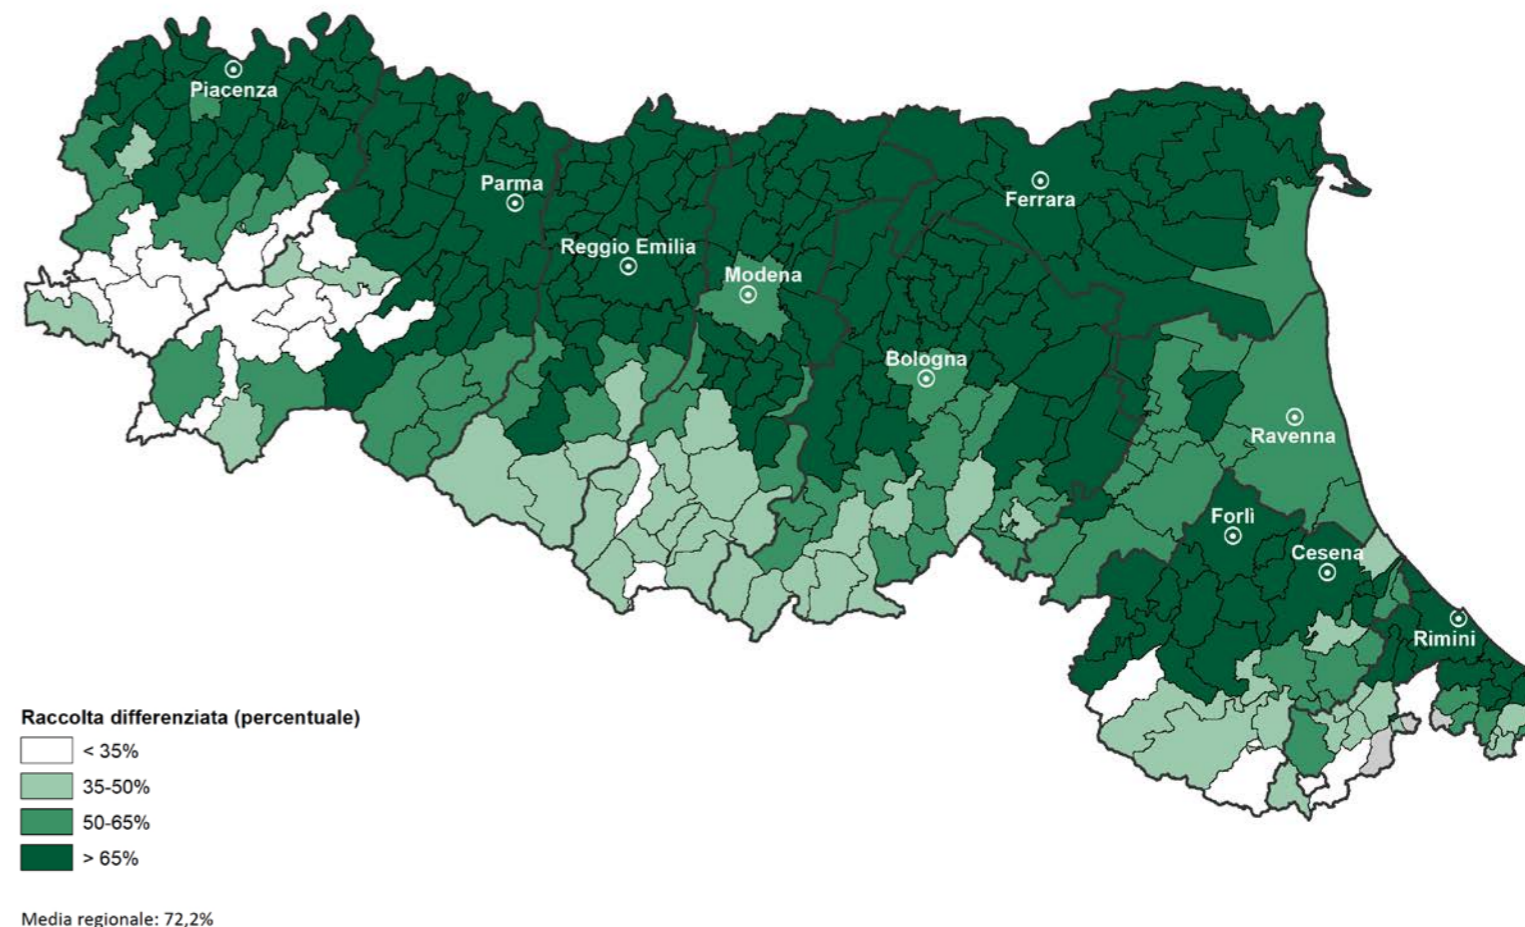 Piacenza
Parma
Ferrara
Reggio Emilia
Modena
Bologna
Ravenna
Forlì
Cesena
Rimini
Raccolta differenziata (percentuale)
< 35%
35-50%
50-65%
> 65%
Media regionale: 72,2%